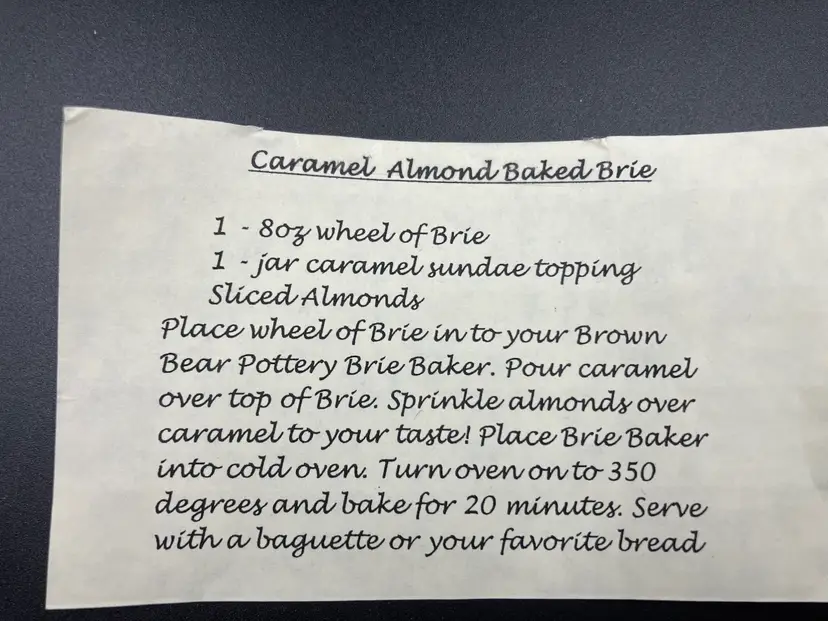 Caramel Almond Baked Brie
1 - 8oz wheel of Brie
1 - jar caramel sundae topping
Sliced Almonds
Place wheel of Brie in to your Brown
Bear Pottery Brie Baker. Pour caramel
over top of Brie. Sprinkle almonds over
caramel to your taste! Place Brie Baker
into cold oven. Turn oven on to 350
degrees and bake for 20 minutes. Serve
with a baguette or your favorite bread